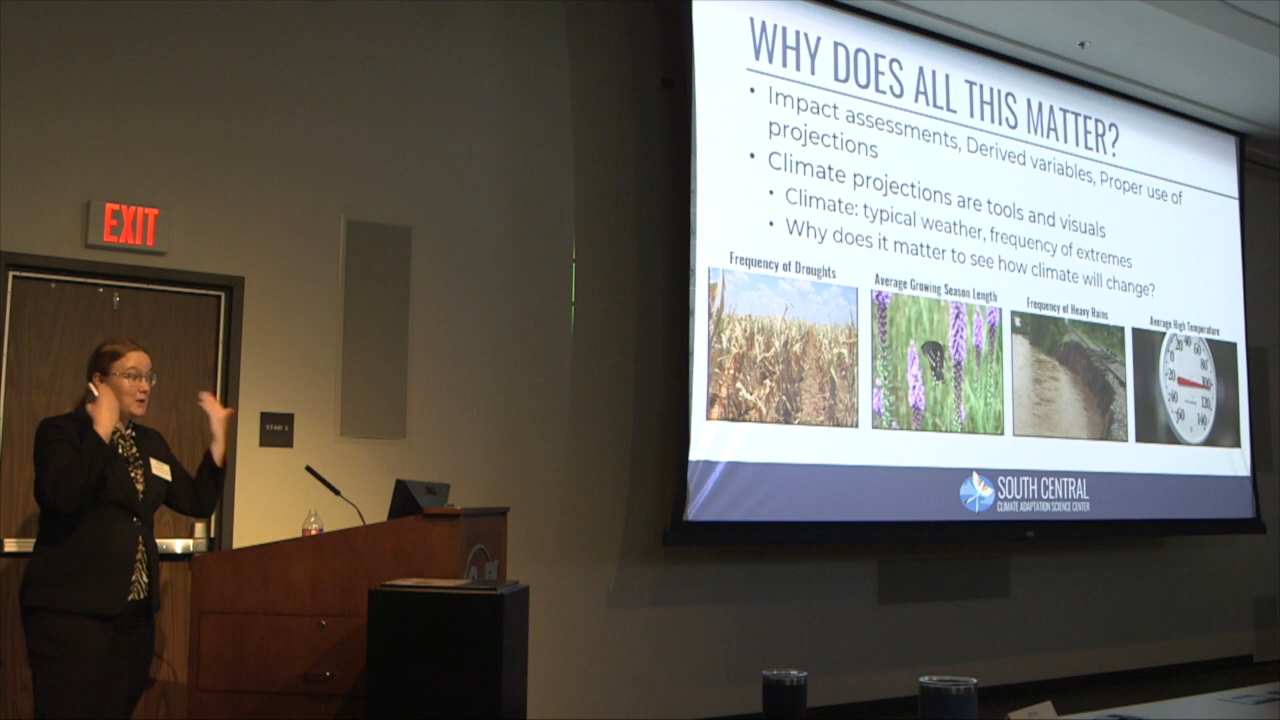 EXIT
STAIR 2
WHY DOES ALL THIS MATTER?
• Impact assessments, Derived variables, Proper use of
projections
• Climate projections are tools and visuals
• Climate: typical weather, frequency of extremes
• Why does it matter to see how climate will change?
Frequency of Droughts
Average Growing Season Length
Frequency of Heavy Rains
Average High Temperature
SOUTH CENTRAL
CLIMATE ADAPTATION SCIENCE CENTER